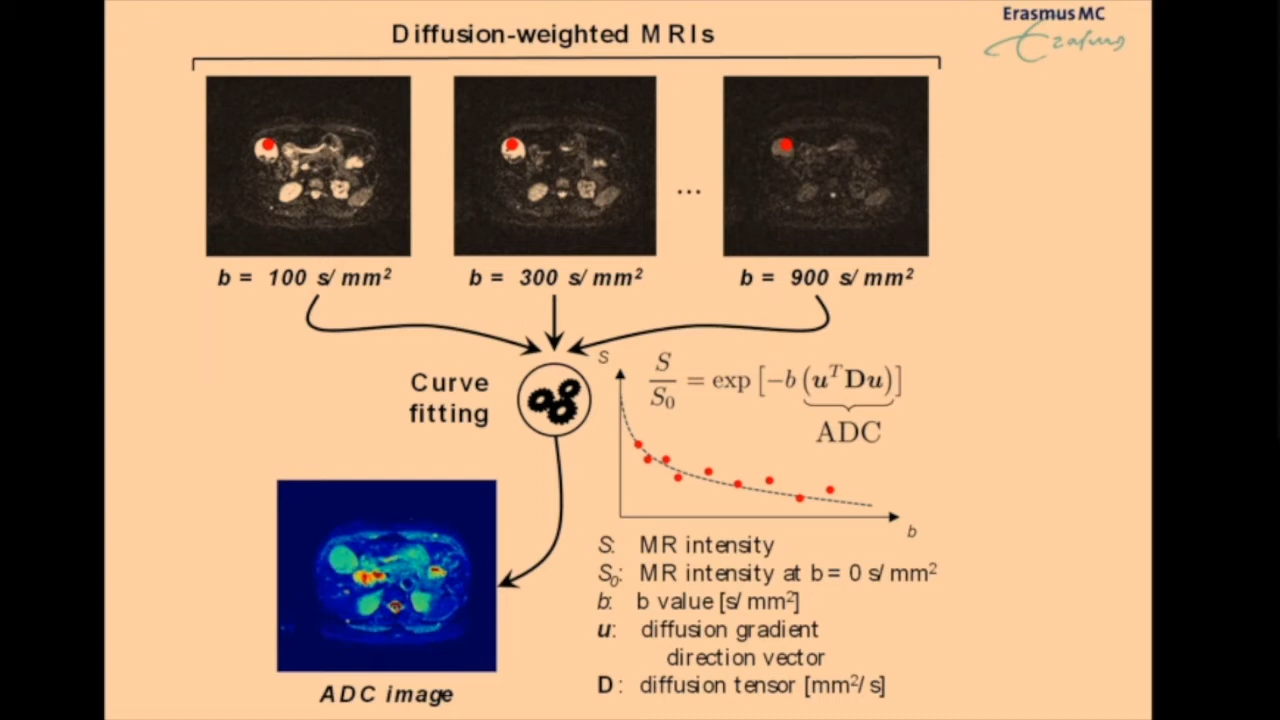 Erasmus MC
Erasmus
Diffusion-weighted MRIs
...
b = 100 s/mm²
b = 300 s/mm²
b = 900 s/mm²
Curve
fitting
S
S/S₀ = exp [−b (uᵀDu)]
ADC
b
S: MR intensity
S₀: MR intensity at b = 0 s/mm²
b: b value [s/mm²]
u: diffusion gradient
direction vector
D: diffusion tensor [mm²/s]
ADC image